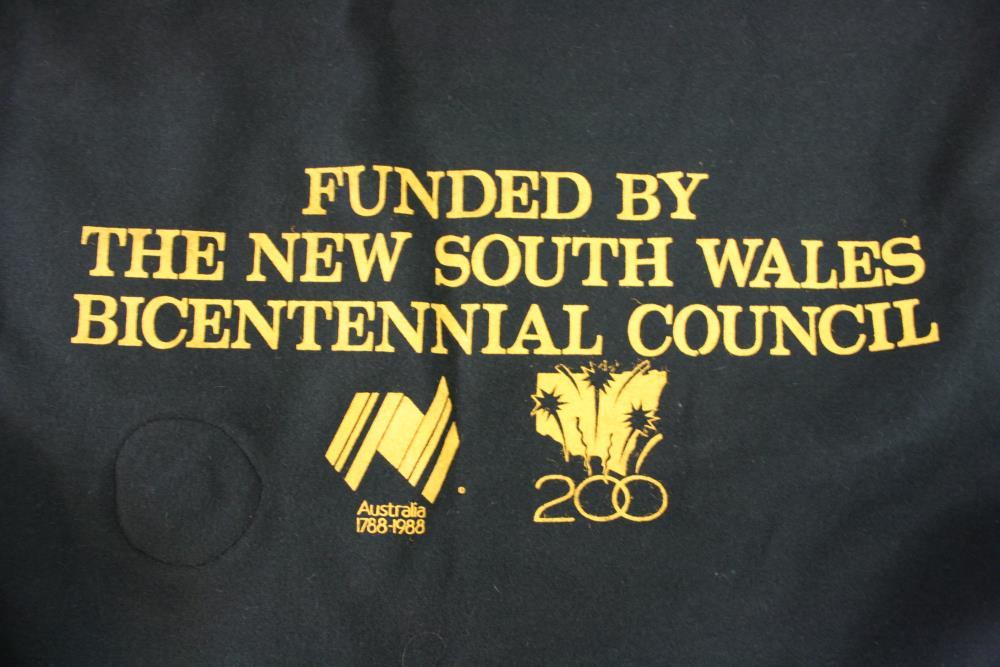 FUNDED BY
THE NEW SOUTH WALES
BICENTENNIAL COUNCIL
Australia
1788-1988
200